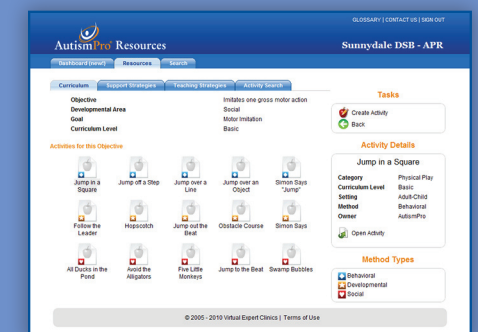 GLOSSARY | CONTACT US | SIGN OUT
AutismPro Resources
Sunnydale DSB - APR
Dashboard (new!) Resources Search
Curriculum Support Strategies Teaching Strategies Activity Search
Objective Imitates one gross motor action
Developmental Area Social
Goal Motor Imitation
Curriculum Level Basic
Activities for this Objective
Jump in a Square
Jump off a Step
Jump over a Line
Jump over an Object
Simon Says "Jump"
Follow the Leader
Hopscotch
Jump out the Beat
Obstacle Course
Simon Says
All Ducks in the Pond
Avoid the Alligators
Five Little Monkeys
Jump to the Beat
Swamp Bubbles
Tasks
Create Activity
Back
Activity Details
Jump in a Square
Category Physical Play
Curriculum Level Basic
Setting Adult-Child
Method Behavioral
Owner AutismPro
Open Activity
Method Types
Behavioral
Developmental
Social
© 2005 - 2010 Virtual Expert Clinics | Terms of Use